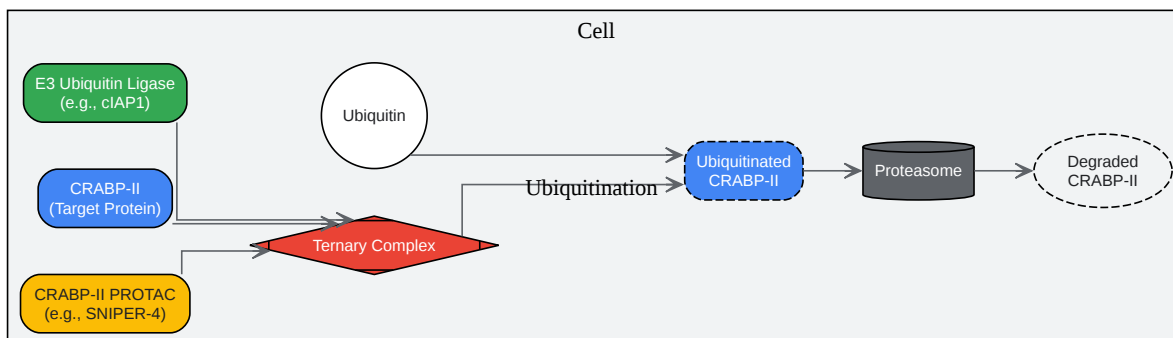 Cell
E3 Ubiquitin Ligase
(e.g., cIAP1)
Ubiquitin
CRABP-II
(Target Protein)
Ternary Complex
CRABP-II PROTAC
(e.g., SNIPER-4)
Ubiquitination
Ubiquitinated
CRABP-II
Proteasome
Degraded
CRABP-II